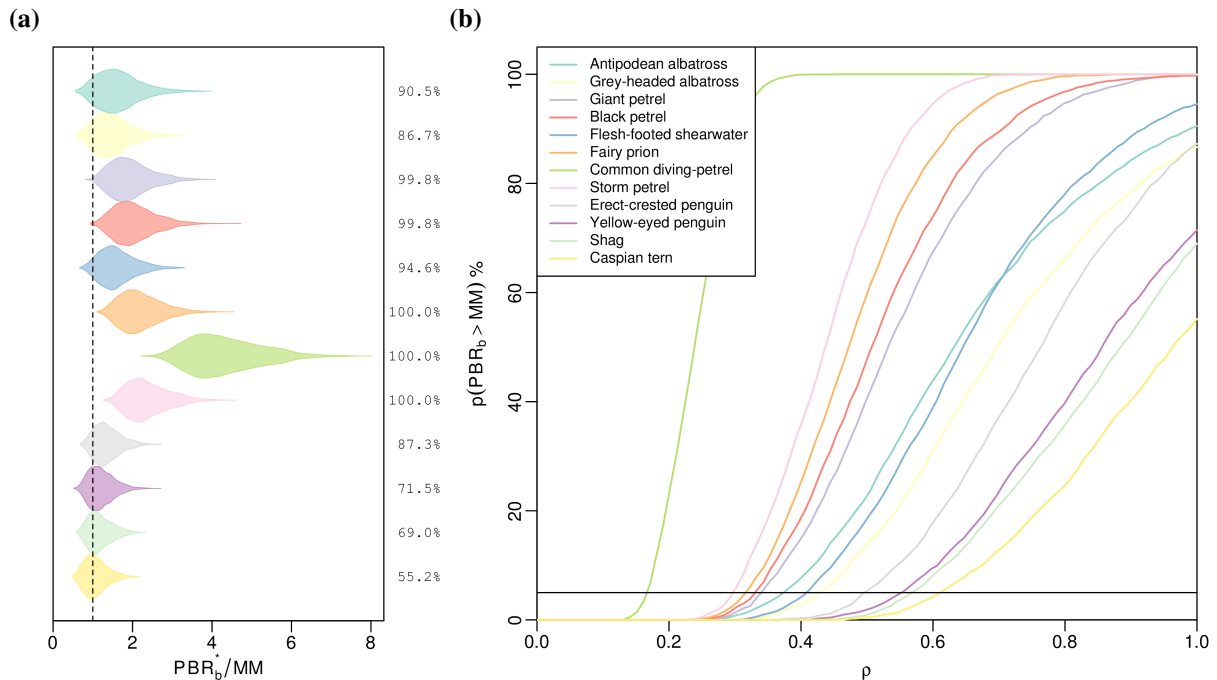 (a)
90.5%
86.7%
99.8%
99.8%
94.6%
100.0%
100.0%
100.0%
87.3%
71.5%
69.0%
55.2%
0 2 4 6 8
PBR*b/MM
(b)
Antipodean albatross
Grey-headed albatross
Giant petrel
Black petrel
Flesh-footed shearwater
Fairy prion
Common diving-petrel
Storm petrel
Erect-crested penguin
Yellow-eyed penguin
Shag
Caspian tern
p(PBRb > MM) %
100
80
60
40
20
0
0.0 0.2 0.4 0.6 0.8 1.0
ρ